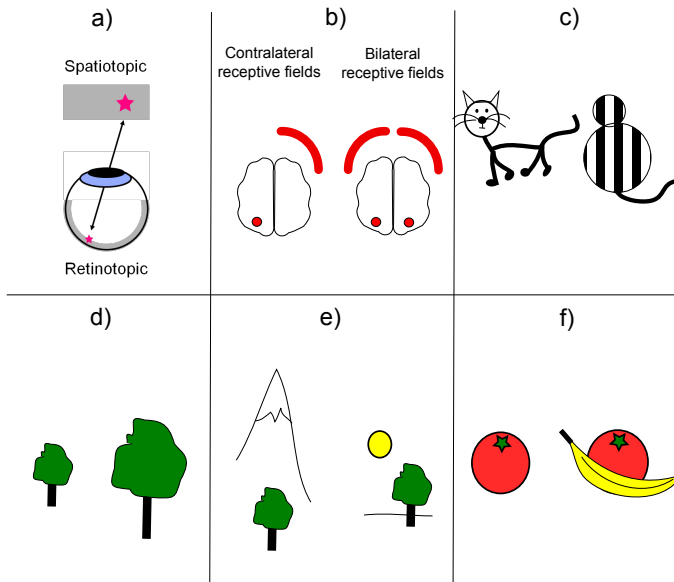 a)
Spatiotopic
Retinotopic
b)
Contralateral
receptive fields
Bilateral
receptive fields
c)
d)
e)
f)